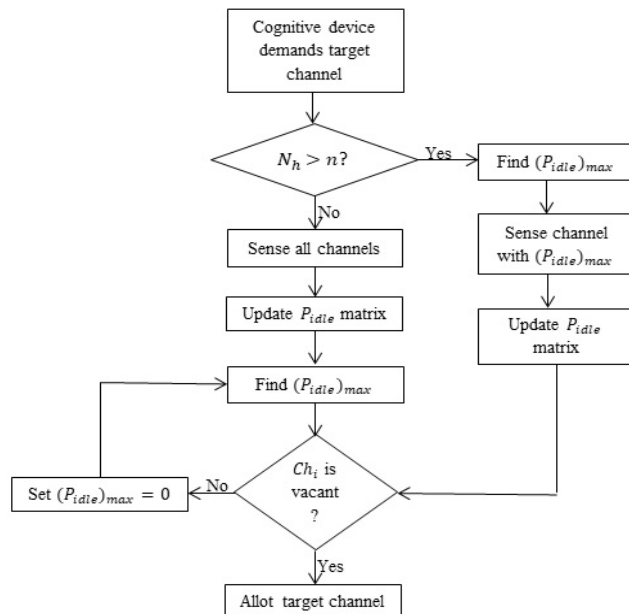 Cognitive device
demands target
channel
N_h > n?
Yes
Find (P_idle)_max
No
Sense all channels
Sense channel
with (P_idle)_max
Update P_idle matrix
Update P_idle
matrix
Find (P_idle)_max
Ch_i is
vacant
?
No
Set (P_idle)_max = 0
Yes
Allot target channel